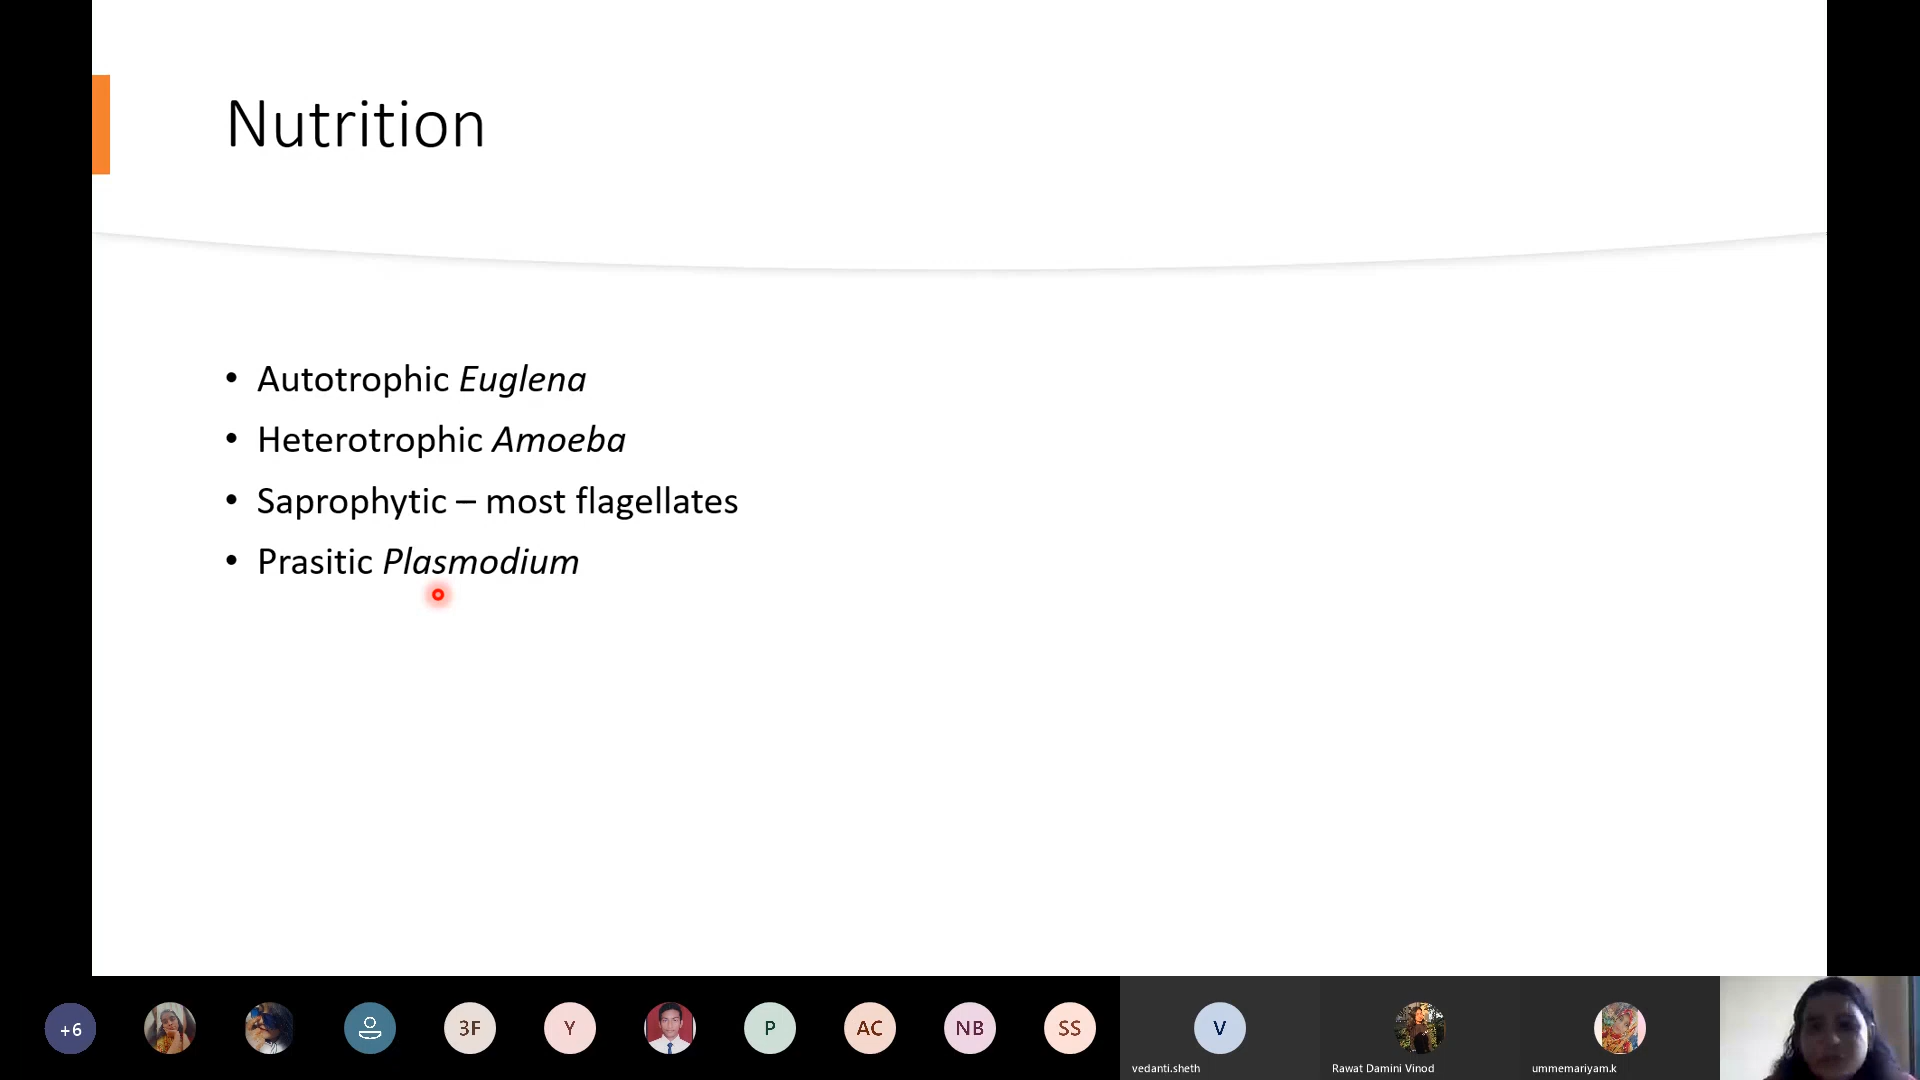 Nutrition
• Autotrophic Euglena
• Heterotrophic Amoeba
• Saprophytic – most flagellates
• Prasitic Plasmodium
+6
3F
Y
P
AC
NB
SS
V
vedanti.sheth
Rawat Damini Vinod
ummemariyam.k